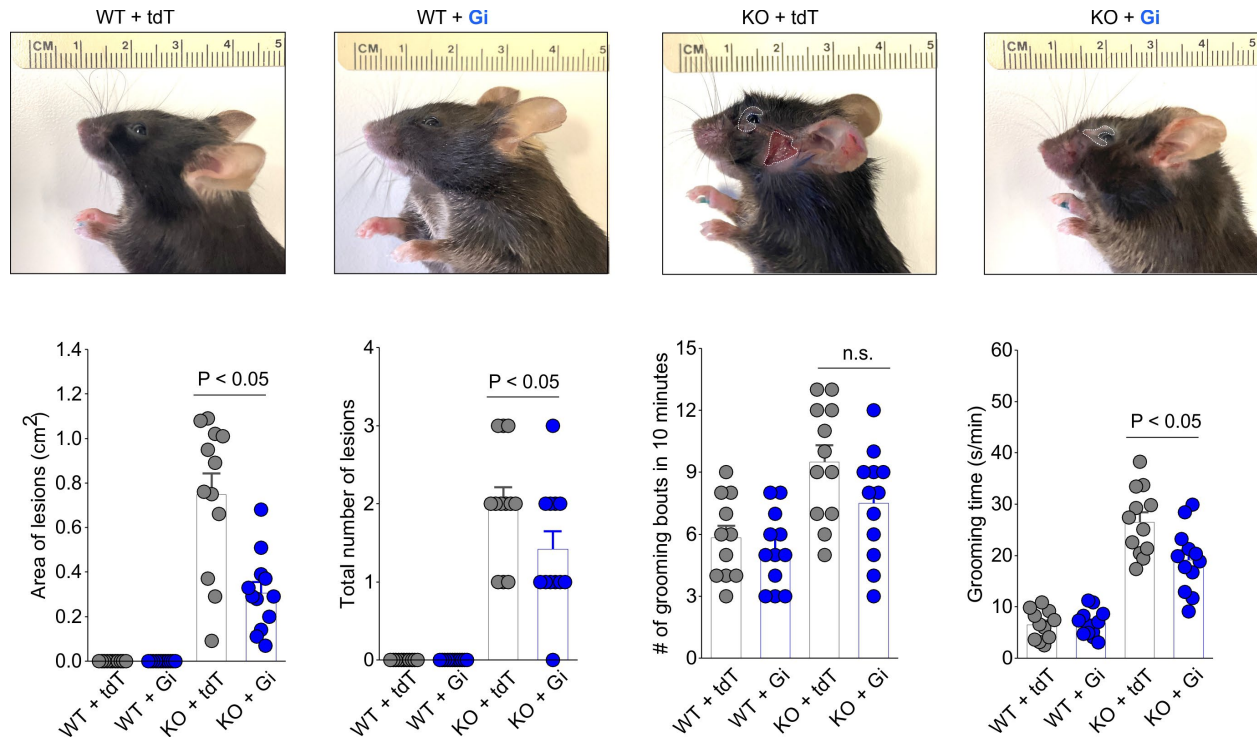 WT + tdT
WT + Gi
KO + tdT
KO + Gi
CM 1 2 3 4 5
CM 1 2 3 4 5
CM 1 2 3 4 5
CM 1 2 3 4 5
Area of lesions (cm2)
1.4
1.2
1.0
0.8
0.6
0.4
0.2
0.0
P < 0.05
WT + tdT
WT + Gi
KO + tdT
KO + Gi
Total number of lesions
4
3
2
1
0
P < 0.05
WT + tdT
WT + Gi
KO + tdT
KO + Gi
# of grooming bouts in 10 minutes
15
12
9
6
3
0
n.s.
WT + tdT
WT + Gi
KO + tdT
KO + Gi
Grooming time (s/min)
60
50
40
30
20
10
0
P < 0.05
WT + tdT
WT + Gi
KO + tdT
KO + Gi